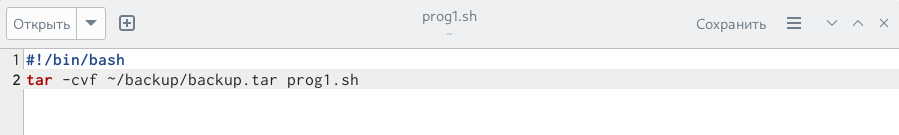 Открыть
prog1.sh
~
Сохранить
1 #!/bin/bash
2 tar -cvf ~/backup/backup.tar prog1.sh